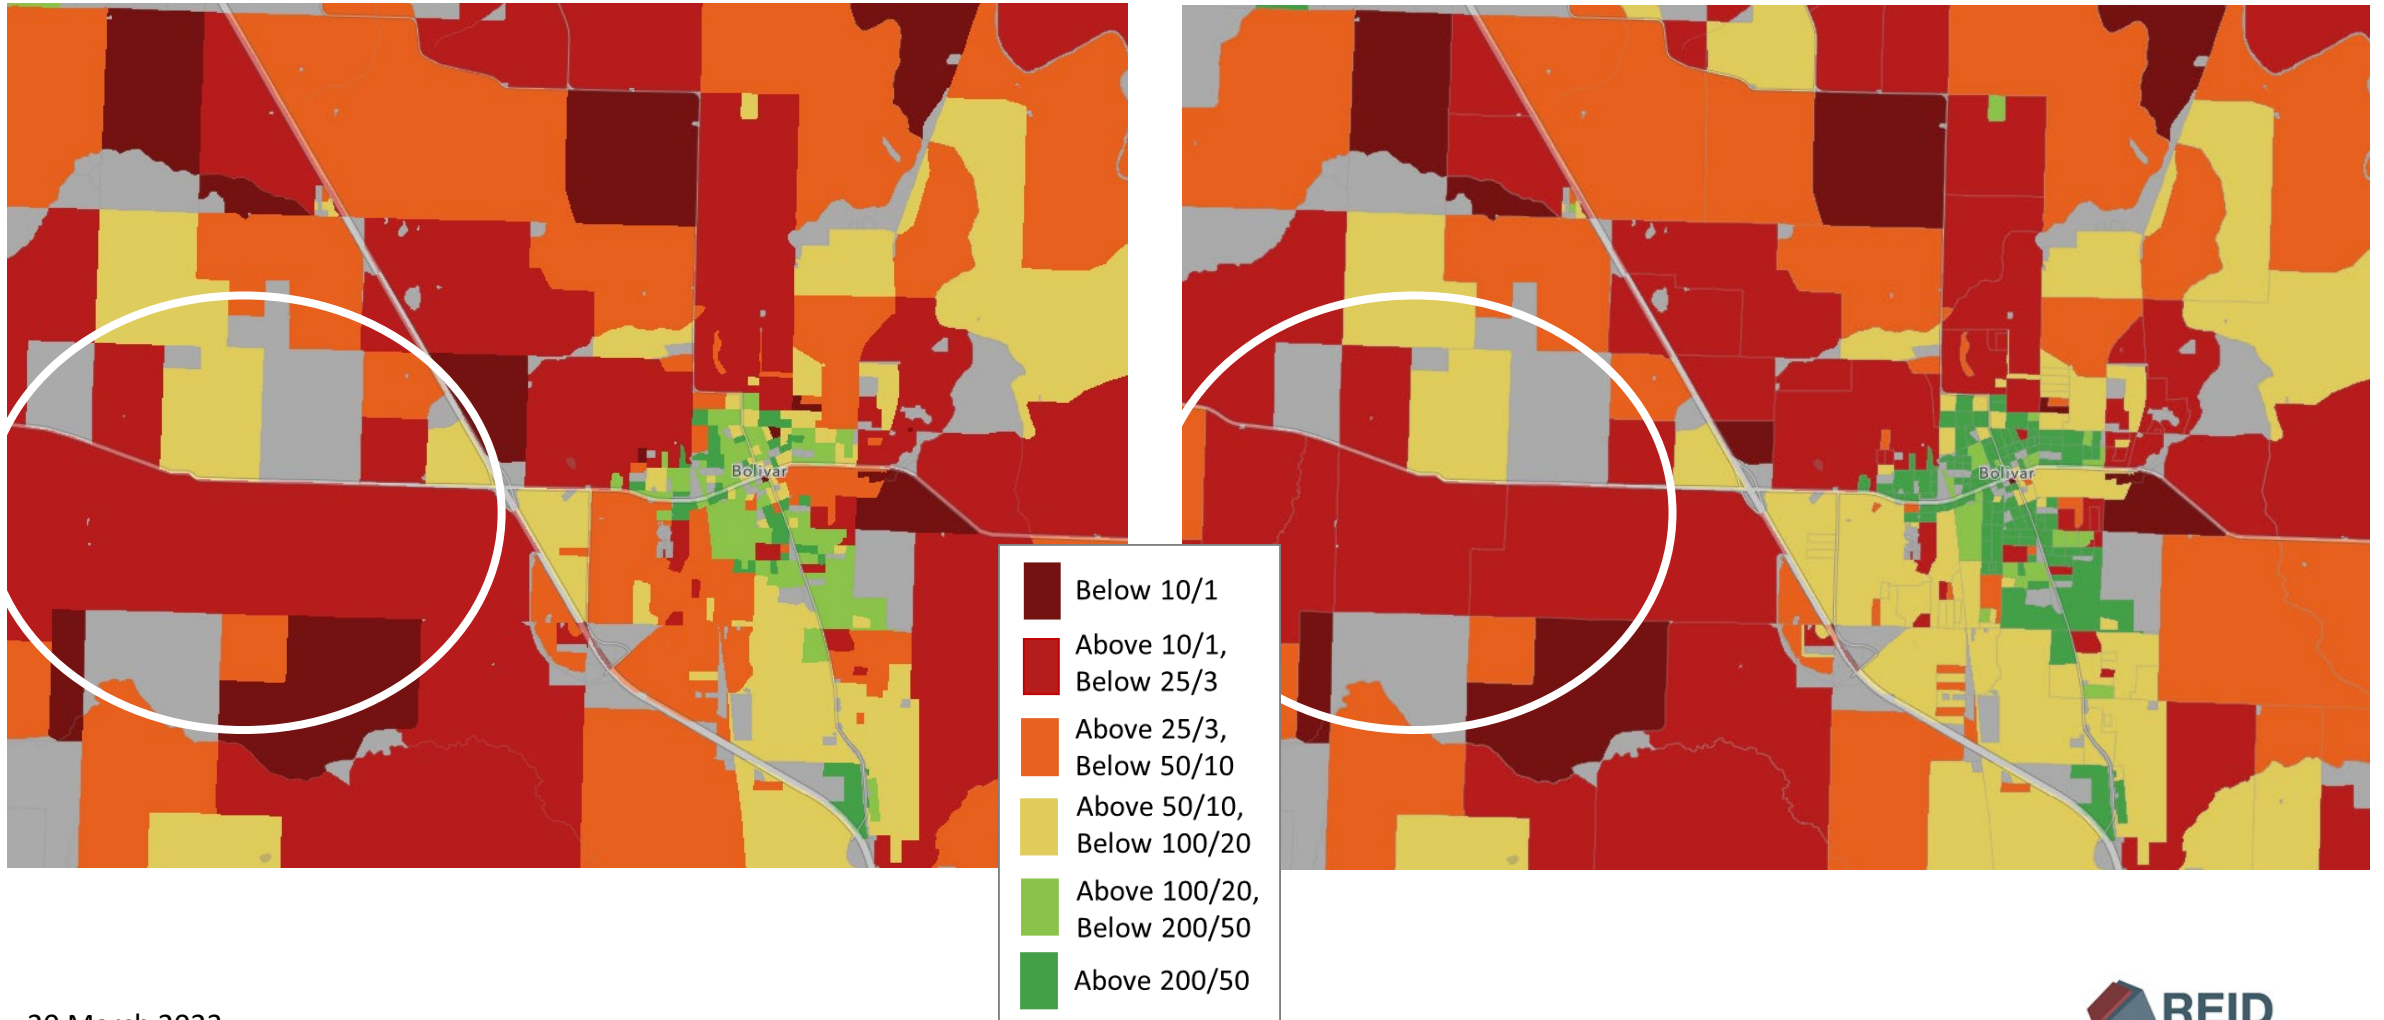 Bolivar
Bolivar
Below 10/1
Above 10/1,
Below 25/3
Above 25/3,
Below 50/10
Above 50/10,
Below 100/20
Above 100/20,
Below 200/50
Above 200/50
REID